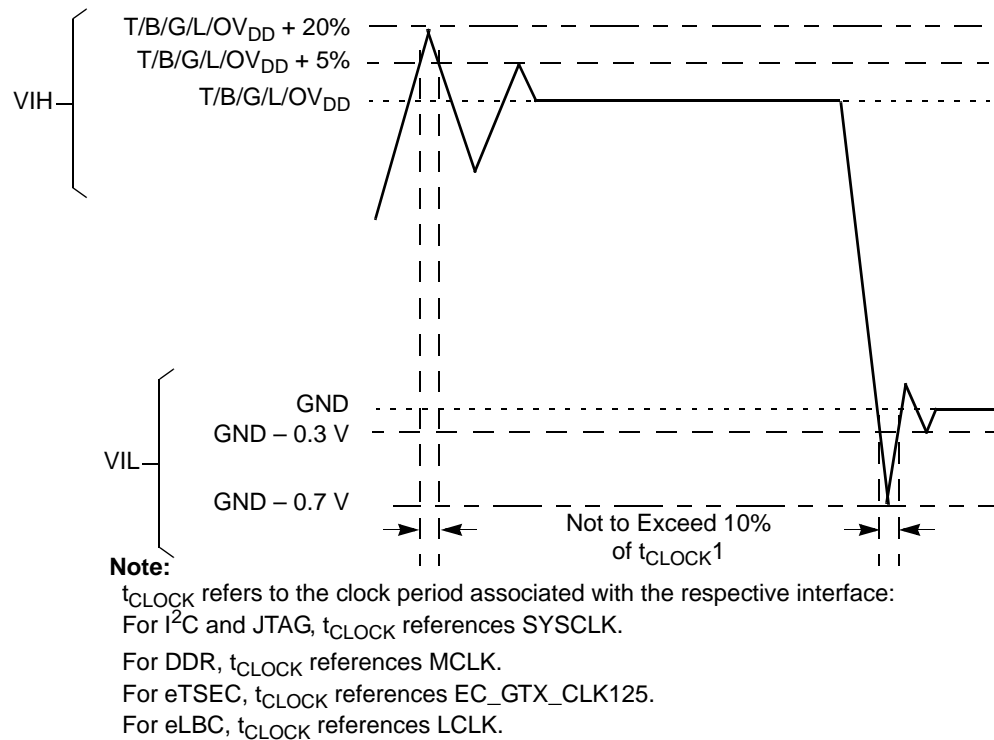 T/B/G/L/OVDD + 20%
T/B/G/L/OVDD + 5%
VIH
T/B/G/L/OVDD
GND
GND – 0.3 V
VIL
GND – 0.7 V
Not to Exceed 10%
of tCLOCK1
Note:
tCLOCK refers to the clock period associated with the respective interface:
For I2C and JTAG, tCLOCK references SYSCLK.
For DDR, tCLOCK references MCLK.
For eTSEC, tCLOCK references EC_GTX_CLK125.
For eLBC, tCLOCK references LCLK.